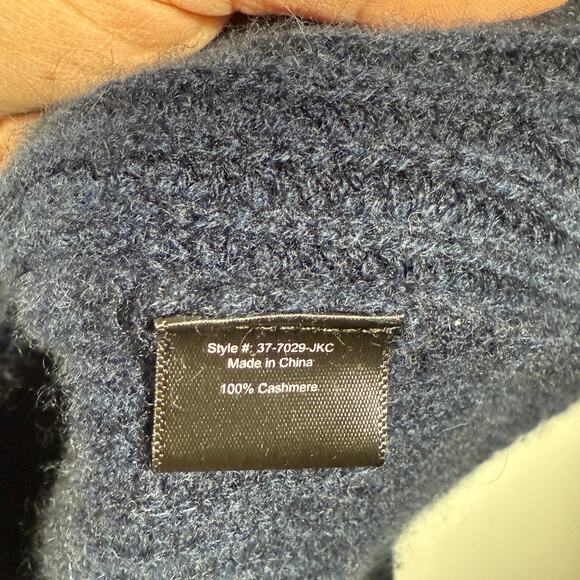 Style #: 37-7029-JKC
Made in China
100% Cashmere